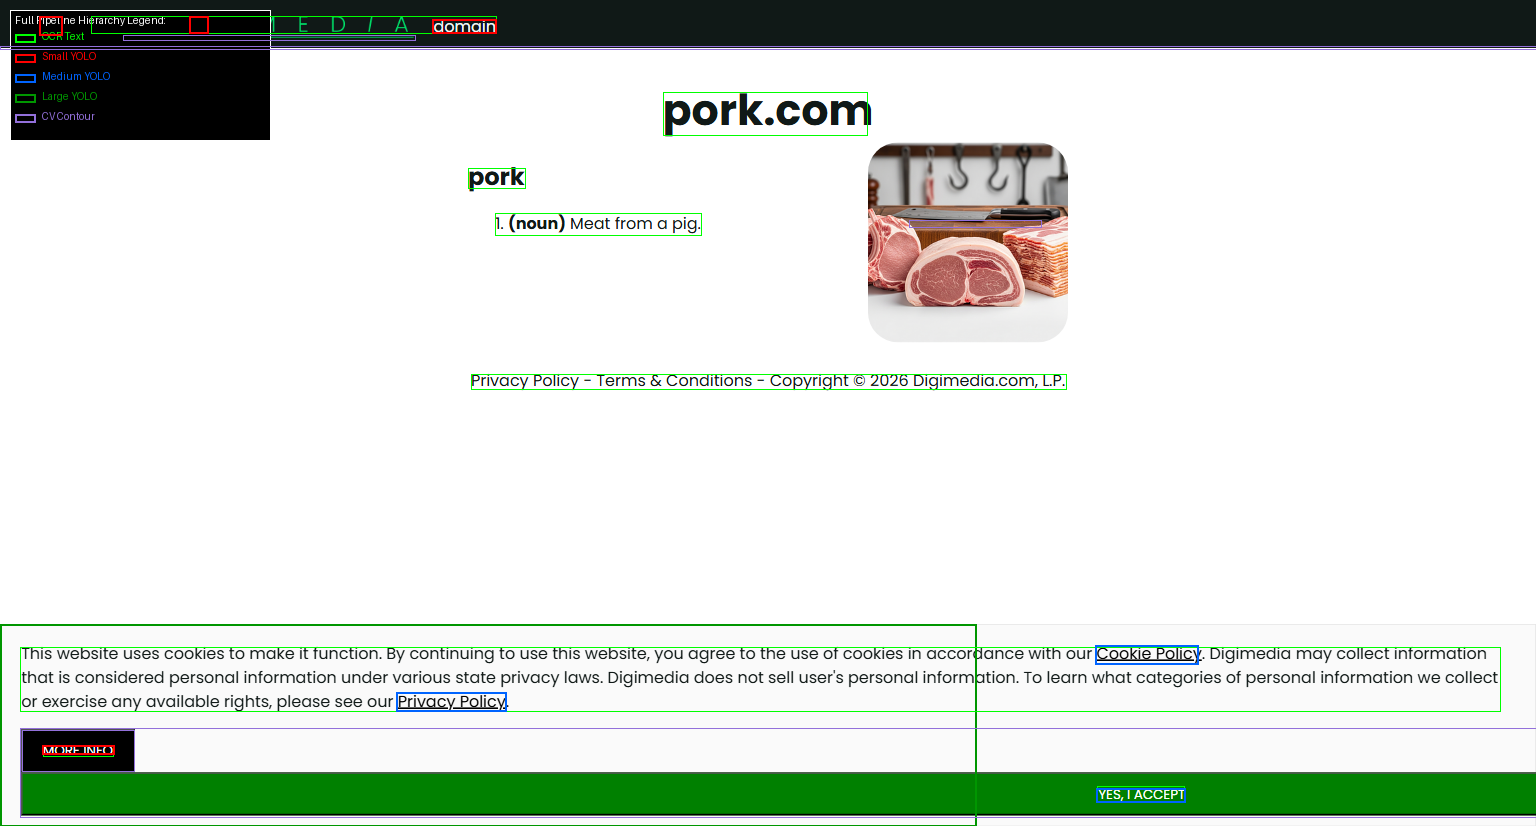 Full Pipeline Hierarchy Legend:
OCR Text
Small YOLO
Medium YOLO
Large YOLO
CV Contour
M E D I A domain
pork.com
pork
1. (noun) Meat from a pig.
Privacy Policy - Terms & Conditions - Copyright © 2026 Digimedia.com, L.P.
This website uses cookies to make it function. By continuing to use this website, you agree to the use of cookies in accordance with our Cookie Policy. Digimedia may collect information
that is considered personal information under various state privacy laws. Digimedia does not sell user's personal information. To learn what categories of personal information we collect
or exercise any available rights, please see our Privacy Policy.
MORE INFO
YES, I ACCEPT